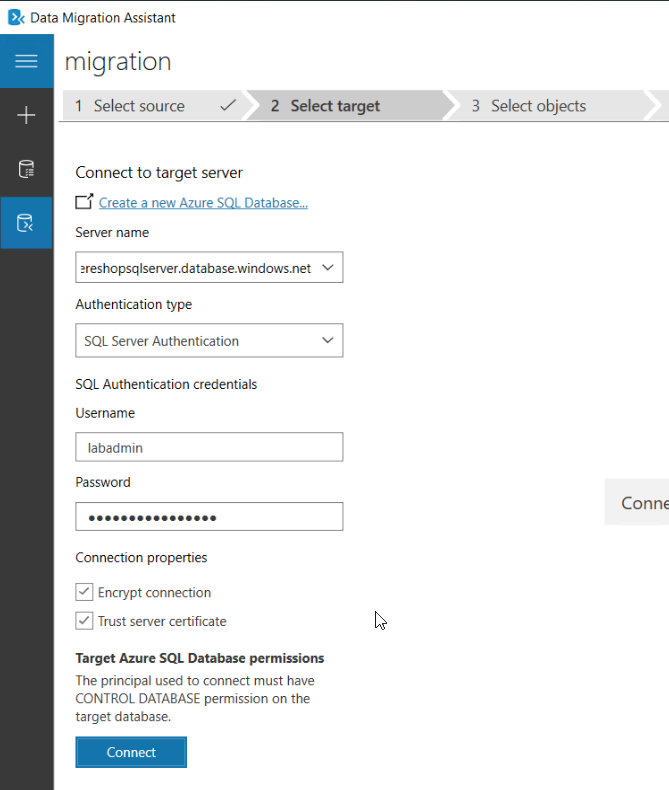 Data Migration Assistant
migration
1 Select source
2 Select target
3 Select objects
Connect to target server
Create a new Azure SQL Database...
Server name
ereshopsqlserver.database.windows.net
Authentication type
SQL Server Authentication
SQL Authentication credentials
Username
labadmin
Password
••••••••••••••••
Conne
Connection properties
Encrypt connection
Trust server certificate
Target Azure SQL Database permissions
The principal used to connect must have
CONTROL DATABASE permission on the
target database.
Connect